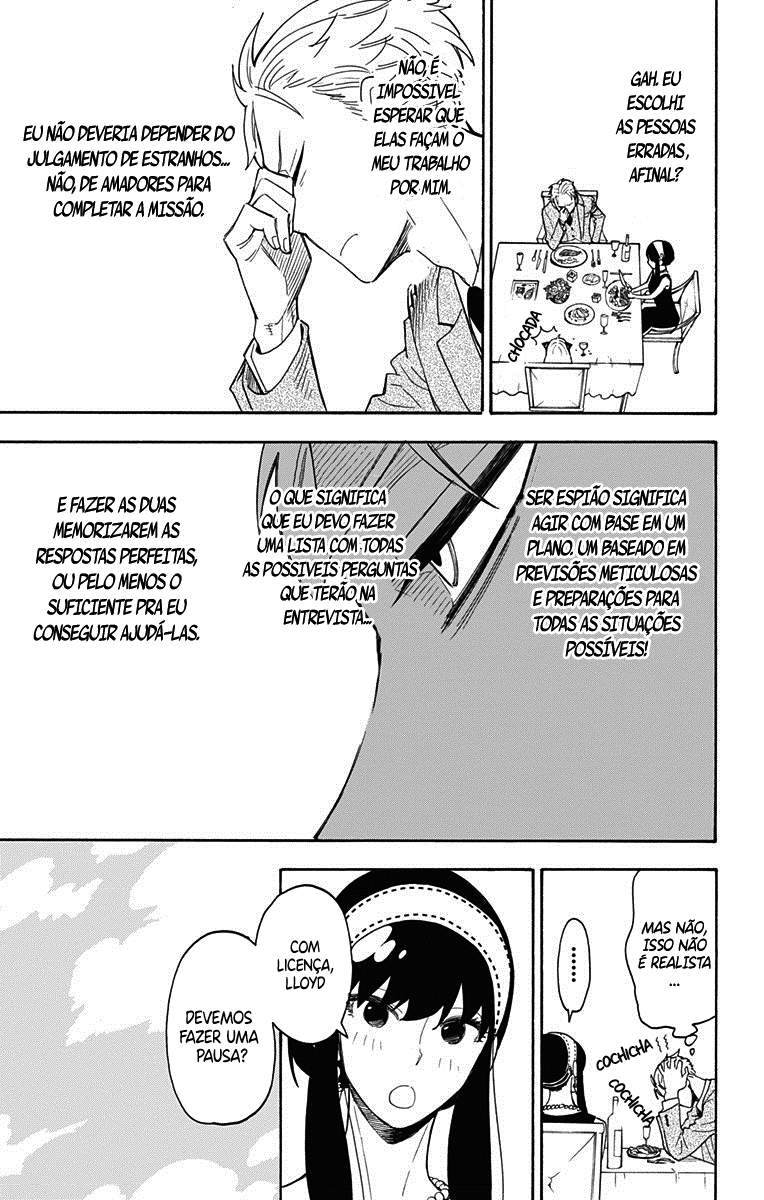 GAH. EU
ESCOLHI
AS PESSOAS
ERRADAS,
AFINAL?
CHOCADA
NÃO, É
IMPOSSIVEL
ESPERAR QUE
ELAS FAÇAM O
MEU TRABALHO
POR MIM.
EU NÃO DEVERIA DEPENDER DO
JULGAMENTO DE ESTRANHOS...
NÃO, DE AMADORES PARA
COMPLETAR A MISSÃO.
SER ESPIÃO SIGNIFICA
AGIR COM BASE EM UM
PLANO. UM BASEADO EM
PREVISÕES METICULOSAS
E PREPARAÇÕES PARA
TODAS AS SITUAÇÕES
POSSÍVEIS!
O QUE SIGNIFICA
QUE EU DEVO FAZER
UMA LISTA COM TODAS
AS POSSIVEIS PERGUNTAS
QUE TERÃO NA
ENTREVISTA...
E FAZER AS DUAS
MEMORIZAREM AS
RESPOSTAS PERFEITAS,
OU PELO MENOS O
SUFICIENTE PRA EU
CONSEGUIR AJUDÁ-LAS.
MAS NÃO,
ISSO NÃO
É REALISTA
...
......
COCHICHA
COCHICHA
COM
LICENÇA,
LLOYD
DEVEMOS
FAZER UMA
PAUSA?